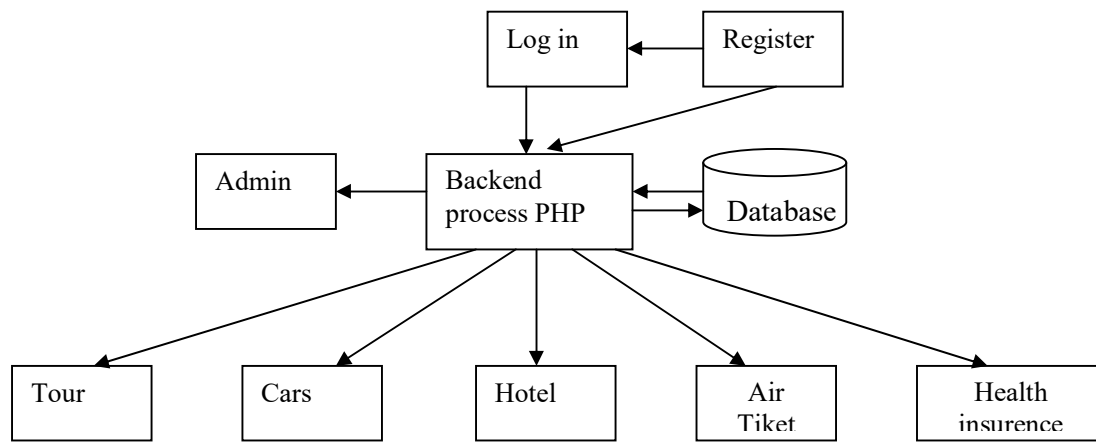 Log in
Register
Admin
Backend
process PHP
Database
Tour
Cars
Hotel
Air
Tiket
Health
insurence